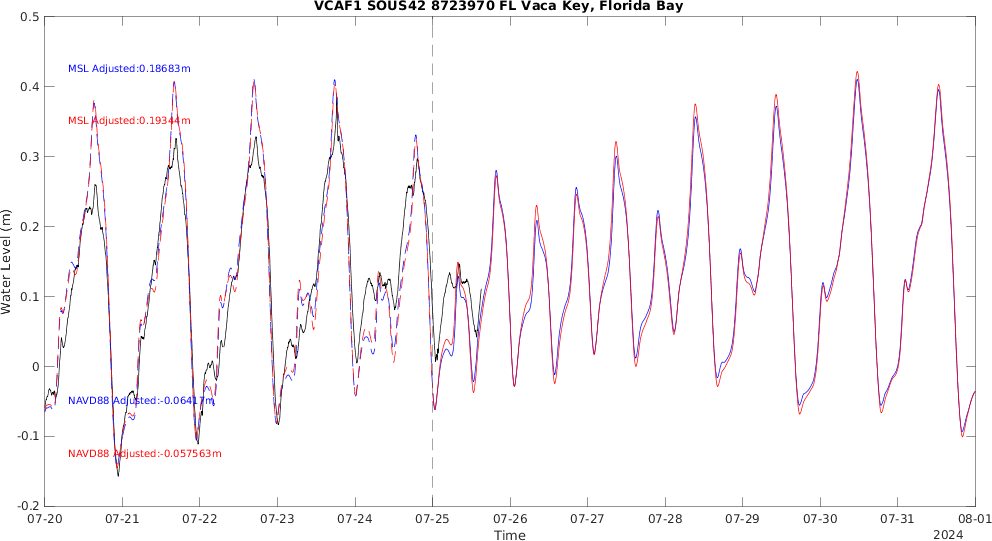 VCAF1 SOUS42 8723970 FL Vaca Key, Florida Bay
0.5
0.4
0.3
0.2
0.1
0
-0.1
-0.2
Water Level (m)
MSL Adjusted:0.18683m
MSL Adjusted:0.19344m
NAVD88 Adjusted:-0.06417m
NAVD88 Adjusted:-0.057563m
07-20 07-21 07-22 07-23 07-24 07-25 07-26 07-27 07-28 07-29 07-30 07-31 08-01
Time
2024